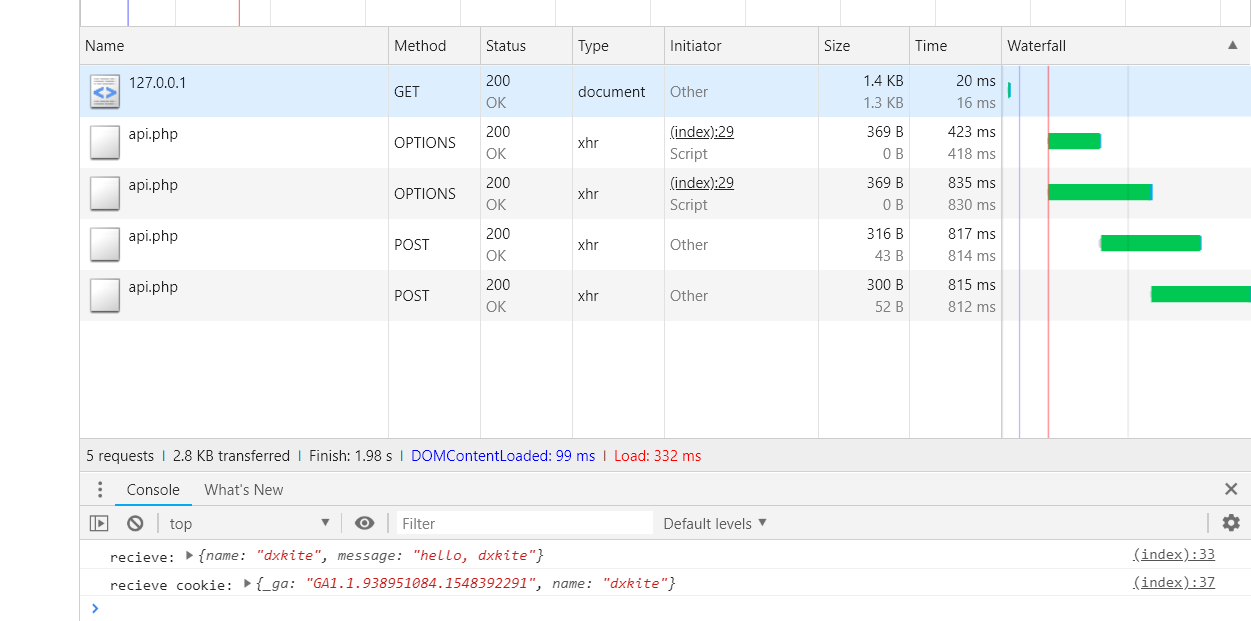 Name Method Status Type Initiator Size Time Waterfall ▲
127.0.0.1 GET 200 OK document Other 1.4 KB 1.3 KB 20 ms 16 ms
api.php OPTIONS 200 OK xhr (index):29 Script 369 B 0 B 423 ms 418 ms
api.php OPTIONS 200 OK xhr (index):29 Script 369 B 0 B 835 ms 830 ms
api.php POST 200 OK xhr Other 316 B 43 B 817 ms 814 ms
api.php POST 200 OK xhr Other 300 B 52 B 815 ms 812 ms
5 requests | 2.8 KB transferred | Finish: 1.98 s | DOMContentLoaded: 99 ms | Load: 332 ms
Console What's New
top ▼ Filter Default levels ▼
recieve: ▶{name: "dxkite", message: "hello, dxkite"} (index):33
recieve cookie: ▶{_ga: "GA1.1.938951084.1548392291", name: "dxkite"} (index):37